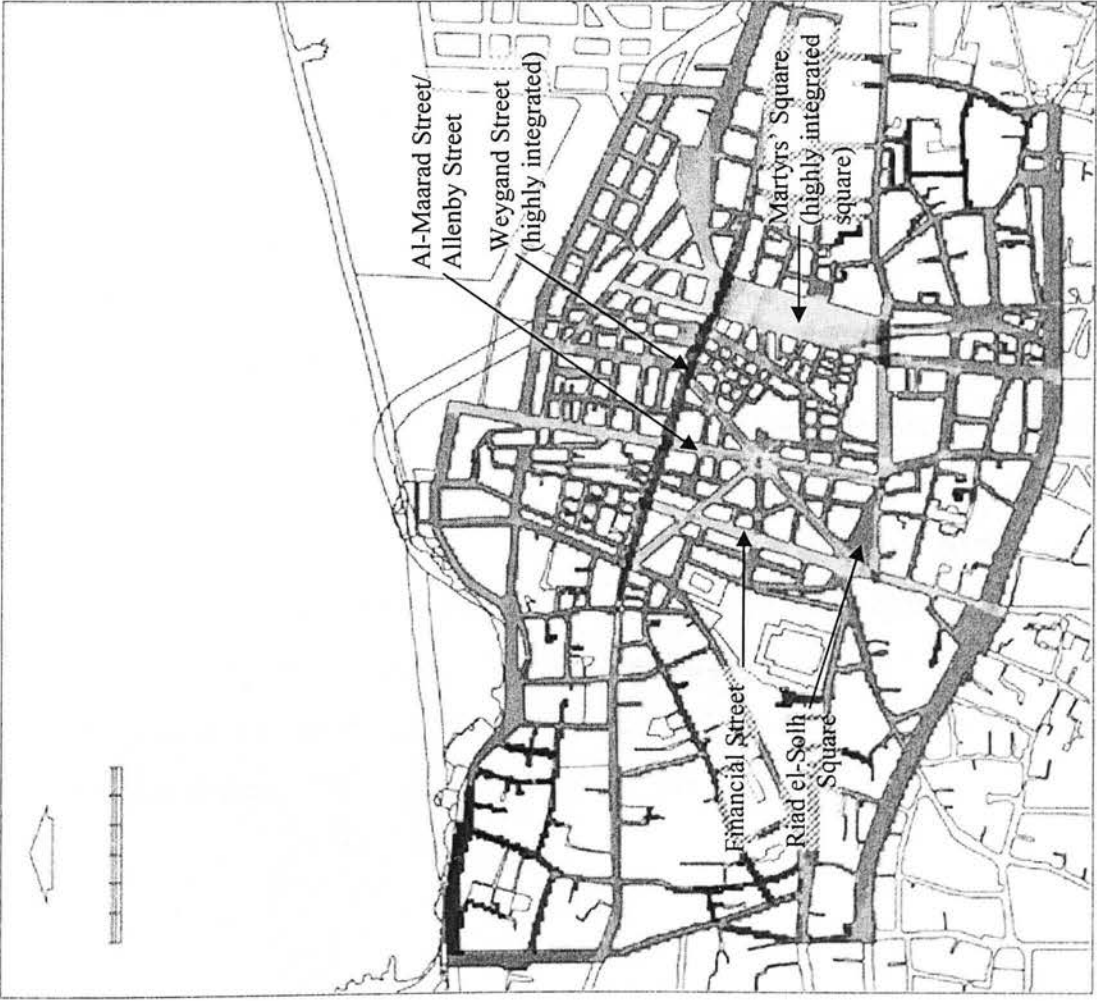 Al-Maarad Street/
Allenby Street
Weygand Street
(highly integrated)
Martyrs' Square
(highly integrated
square)
Financial Street
Riad el-Solh
Square